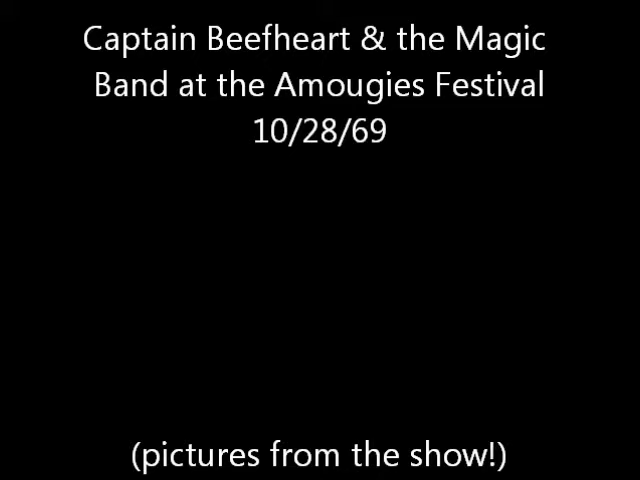 Captain Beefheart & the Magic
Band at the Amougies Festival
10/28/69
(pictures from the show!)